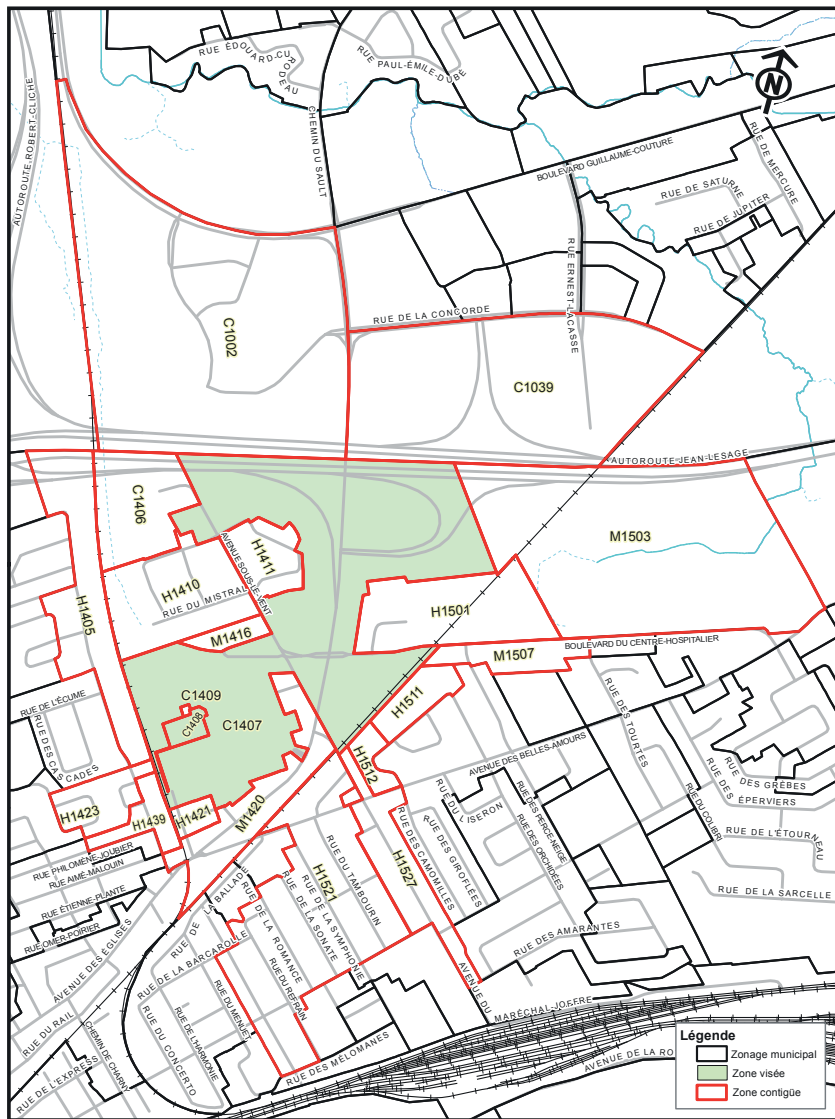 RUE ÉDOUARD-CU
RODEAU
RUE
PAUL-ÉMILE-DUBÉ
AUTOROUTE ROBERT-CLICHE
CHEMIN DU SAULT
N
BOULEVARD GUILLAUME-COUTURE
RUE DE MERCURE
RUE DE SATURNE
RUE DE JUPITER
RUE ERNEST-LACASSE
RUE DE LA CONCORDE
C1002
C1039
AUTOROUTE JEAN-LESAGE
C1406
M1503
AVENUE SOUS-LE-VENT
H1411
H1410
RUE DU MISTRAL
H1405
H1501
M1416
BOULEVARD DU CENTRE-HOSPITALIER
M1507
RUE DE L'ÉCUME
C1409
C1408
C1407
H1511
RUE DES CASCADES
RUE DES TOURTES
AVENUE DES BELLES-AMOURS
H1512
RUE DES GRÈBES
RUE DES
ÉPERVIERS
H1423
H1439
H1421
M1420
RUE DU LISERON
RUE DES PERCE-NEIGE
RUE DES ORCHIDÉES
RUE DU COLIBRI
RUE DE L'ÉTOURNEAU
RUE PHILOMÈNE-JOUBIER
RUE AIMÉ-MALOUIN
RUE DES CAMOMILLES
RUE DES GIROFLÉES
H1527
RUE DU TAMBOURIN
H1521
RUE DE LA SYMPHONIE
RUE DE LA SONATE
RUE DE LA SARCELLE
RUE ÉTIENNE-PLANTE
RUE DE LA BALLADE
RUE DE LA ROMANCE
RUE OMER-POIRIER
AVENUE DES ÉGLISES
RUE DE LA BARCAROLLE
RUE DES AMARANTES
RUE DU REFRAIN
RUE DU MENUET
AVENUE DU
MARÉCHAL-JOFFRE
RUE DU RAIL
CHEMIN DE CHARNY
RUE DE L'HARMONIE
RUE DU CONCERTO
RUE DE L'EXPRESS
RUE DES MÉLOMANES
AVENUE DE LA RO
Légende
Zonage municipal
Zone visée
Zone contigüe